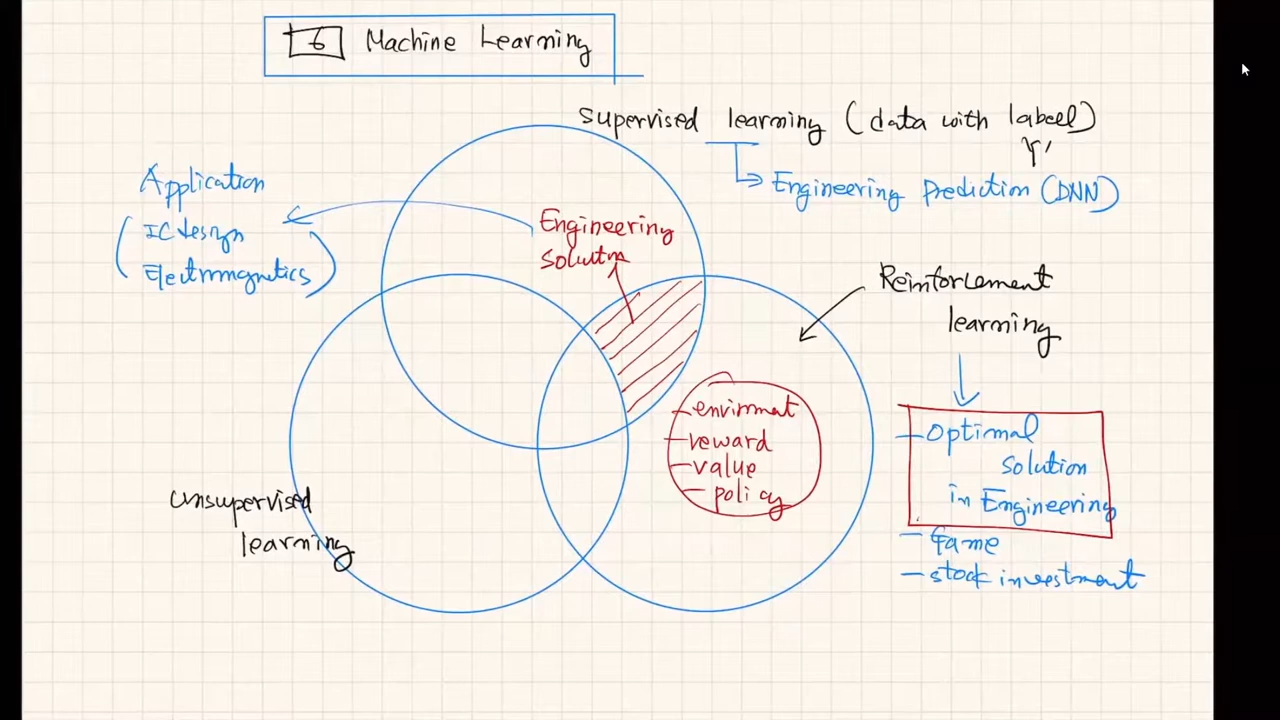 6 Machine Learning
supervised learning (data with label)
Engineering Prediction (DNN)
Application
IC design
Electromagnetics
Engineering
Solution
Reinforcement
learning
envirmnat
reward
value
policy
optimal
solution
in Engineering
Game
stock investment
unsupervised
learning